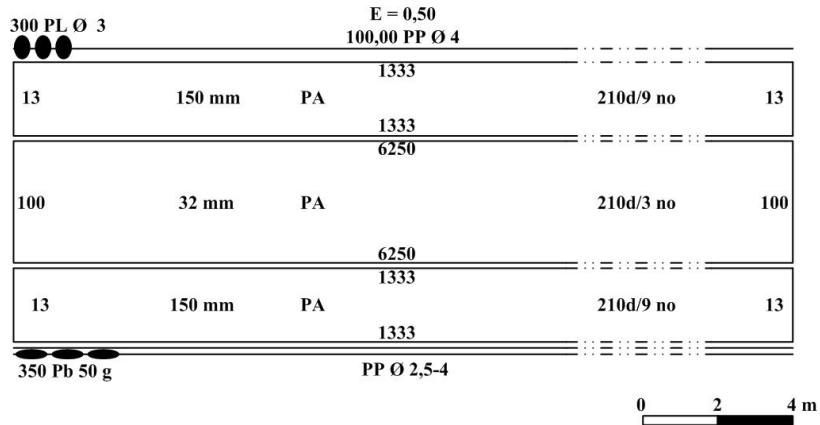 300 PL Ø 3
E = 0,50
100,00 PP Ø 4
1333
13 150 mm PA 210d/9 no 13
1333
6250
100 32 mm PA 210d/3 no 100
6250
1333
13 150 mm PA 210d/9 no 13
1333
350 Pb 50 g PP Ø 2,5-4
0 2 4 m